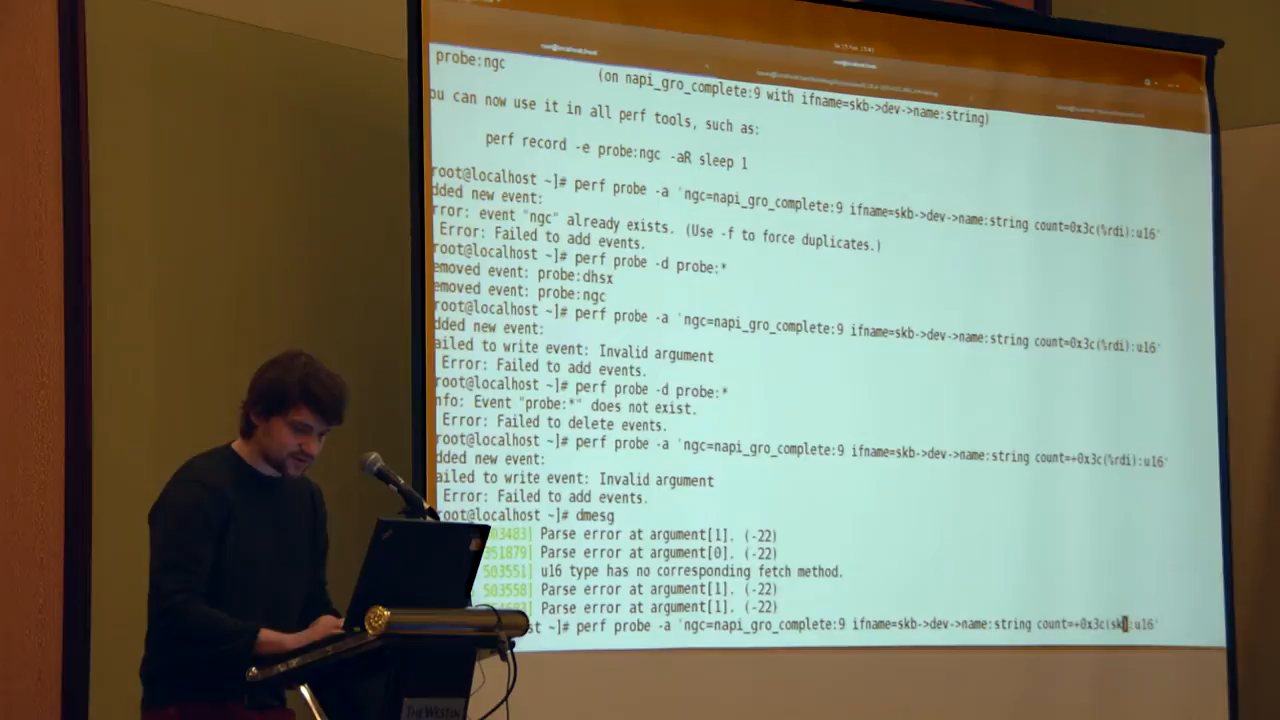 probe:ngc (on napi_gro_complete:9 with ifname=skb->dev->name:string)
ou can now use it in all perf tools, such as:
perf record -e probe:ngc -aR sleep 1
root@localhost ~]# perf probe -a 'ngc=napi_gro_complete:9 ifname=skb->dev->name:string count=0x3c(%rdi):u16'
dded new event:
rror: event "ngc" already exists. (Use -f to force duplicates.)
Error: Failed to add events.
root@localhost ~]# perf probe -d probe:*
emoved event: probe:dhsx
emoved event: probe:ngc
root@localhost ~]# perf probe -a 'ngc=napi_gro_complete:9 ifname=skb->dev->name:string count=0x3c(%rdi):u16'
dded new event:
ailed to write event: Invalid argument
Error: Failed to add events.
root@localhost ~]# perf probe -d probe:*
nfo: Event "probe:*" does not exist.
Error: Failed to delete events.
root@localhost ~]# perf probe -a 'ngc=napi_gro_complete:9 ifname=skb->dev->name:string count=+0x3c(%rdi):u16'
dded new event:
ailed to write event: Invalid argument
Error: Failed to add events.
root@localhost ~]# dmesg
03483] Parse error at argument[1]. (-22)
951879] Parse error at argument[0]. (-22)
503551] u16 type has no corresponding fetch method.
503558] Parse error at argument[1]. (-22)
Parse error at argument[1]. (-22)
st ~]# perf probe -a 'ngc=napi_gro_complete:9 ifname=skb->dev->name:string count=+0x3c(sk):u16'
THE WESTIN